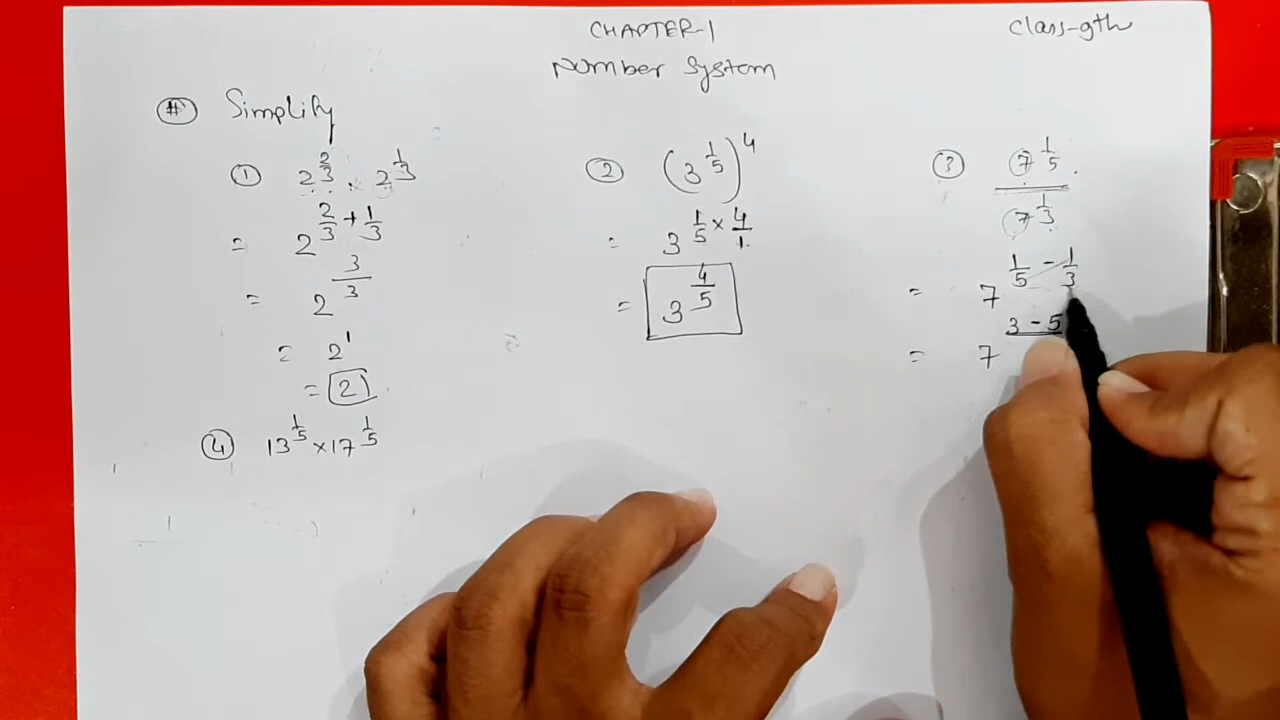 CHAPTER-1
Class-9th
Number System
# Simplify
① 2^{2/3} . 2^{1/3}
= 2^{2/3 + 1/3}
= 2^{3/3}
= 2^1
= 2
② (3^{1/5})^4
= 3^{1/5 × 4/1}
= 3^{4/5}
③ 7^{1/5} / 7^{1/3}
= 7^{1/5 - 1/3}
= 7^{3 - 5}
④ 13^{1/5} × 17^{1/5}